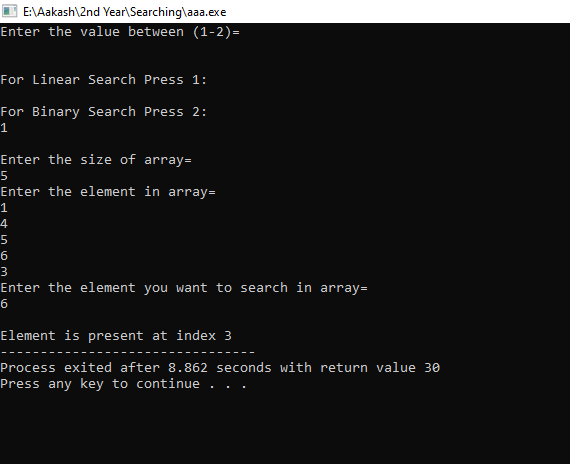 E:\Aakash\2nd Year\Searching\aaa.exe
Enter the value between (1-2)=
For Linear Search Press 1:
For Binary Search Press 2:
1
Enter the size of array=
5
Enter the element in array=
1
4
5
6
3
Enter the element you want to search in array=
6
Element is present at index 3
--------------------------------
Process exited after 8.862 seconds with return value 30
Press any key to continue . . .